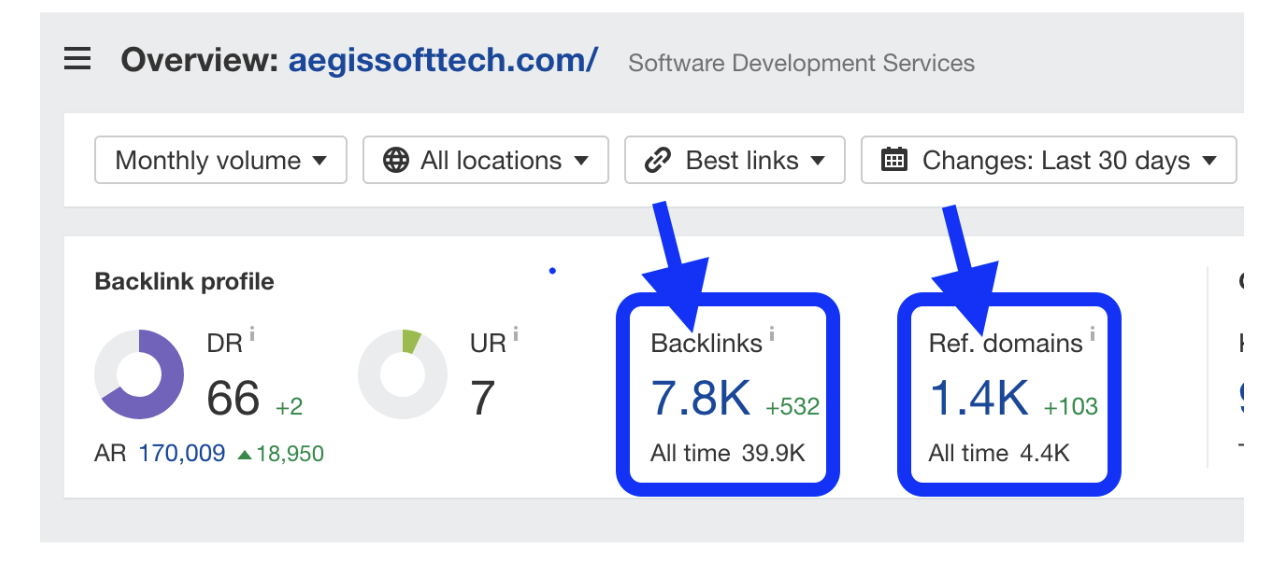 Overview: aegissofttech.com/ Software Development Services
Monthly volume All locations Best links Changes: Last 30 days
Backlink profile
DR i UR i Backlinks i Ref. domains i
66 +2 7 7.8K +532 1.4K +103
AR 170,009 18,950 All time 39.9K All time 4.4K